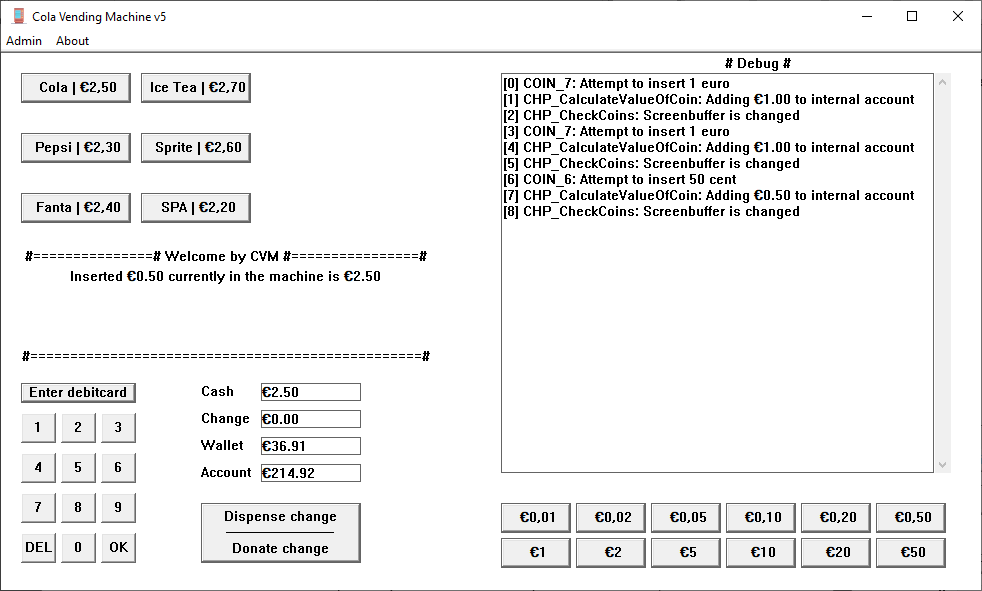 Cola Vending Machine v5
Admin About
Cola | €2,50 Ice Tea | €2,70
Pepsi | €2,30 Sprite | €2,60
Fanta | €2,40 SPA | €2,20
#===============# Welcome by CVM #================#
Inserted €0.50 currently in the machine is €2.50
#=================================================#
Enter debitcard
1 2 3
4 5 6
7 8 9
DEL 0 OK
Cash €2.50
Change €0.00
Wallet €36.91
Account €214.92
Dispense change
Donate change
# Debug #
[0] COIN_7: Attempt to insert 1 euro
[1] CHP_CalculateValueOfCoin: Adding €1.00 to internal account
[2] CHP_CheckCoins: Screenbuffer is changed
[3] COIN_7: Attempt to insert 1 euro
[4] CHP_CalculateValueOfCoin: Adding €1.00 to internal account
[5] CHP_CheckCoins: Screenbuffer is changed
[6] COIN_6: Attempt to insert 50 cent
[7] CHP_CalculateValueOfCoin: Adding €0.50 to internal account
[8] CHP_CheckCoins: Screenbuffer is changed
€0,01 €0,02 €0,05 €0,10 €0,20 €0,50
€1 €2 €5 €10 €20 €50